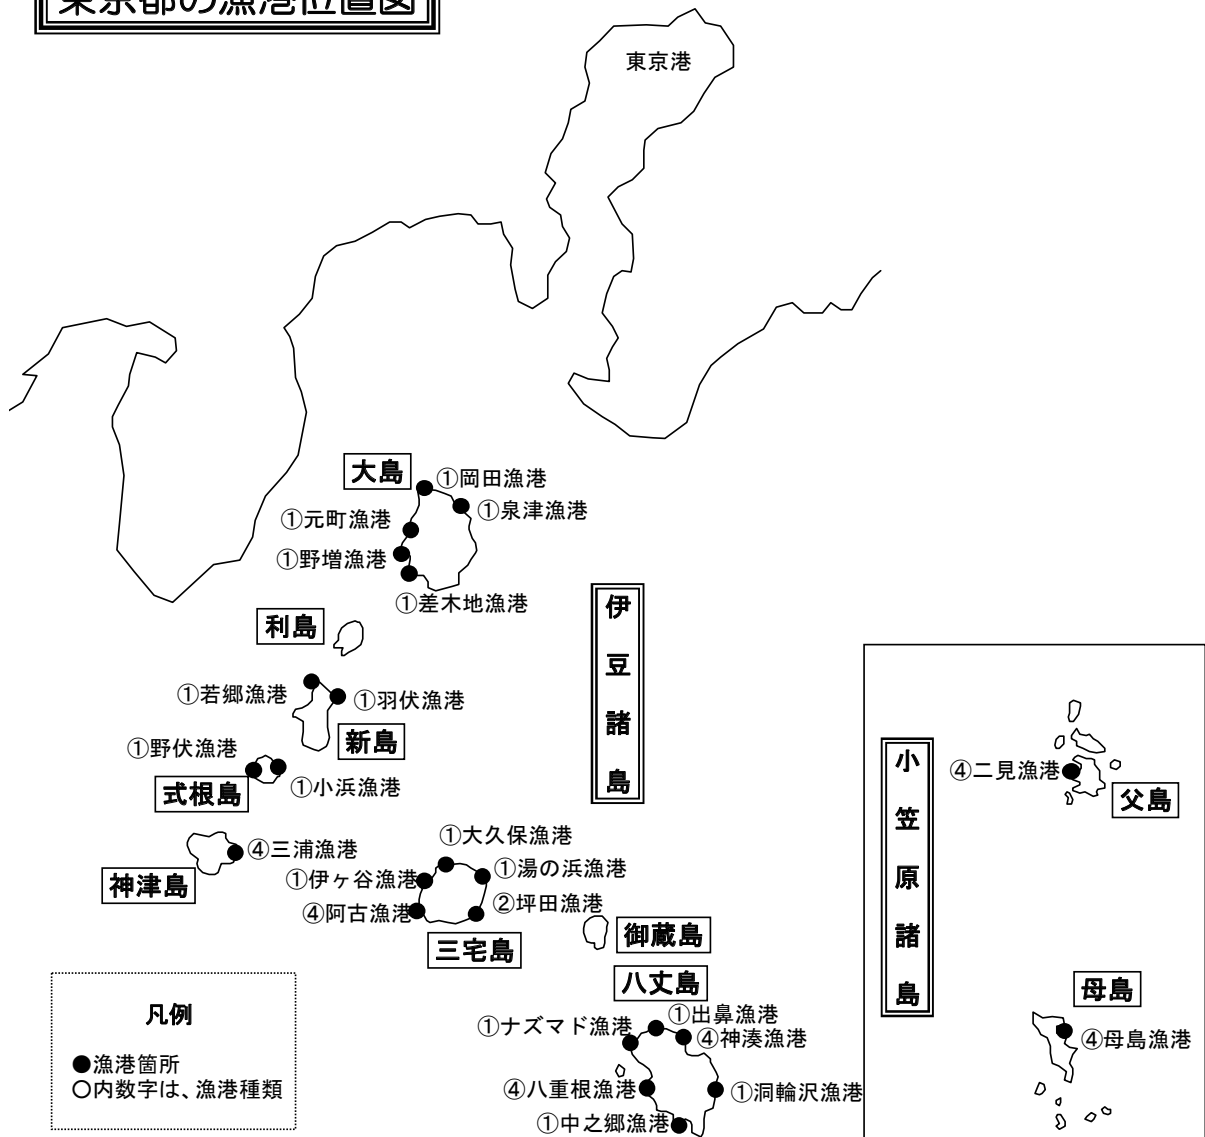 東京都の漁港位置図
東京港
大島
①岡田漁港
①泉津漁港
①元町漁港
①野増漁港
①差木地漁港
利島
①若郷漁港
①羽伏漁港
新島
①野伏漁港
①小浜漁港
式根島
④三浦漁港
神津島
①大久保漁港
①湯の浜漁港
①伊ヶ谷漁港
②坪田漁港
④阿古漁港
三宅島
御蔵島
八丈島
①出鼻漁港
①ナズマド漁港
④神湊漁港
④八重根漁港
①洞輪沢漁港
①中之郷漁港
伊豆諸島
小笠原諸島
④二見漁港
父島
母島
④母島漁港
凡例
●漁港箇所
○内数字は、漁港種類